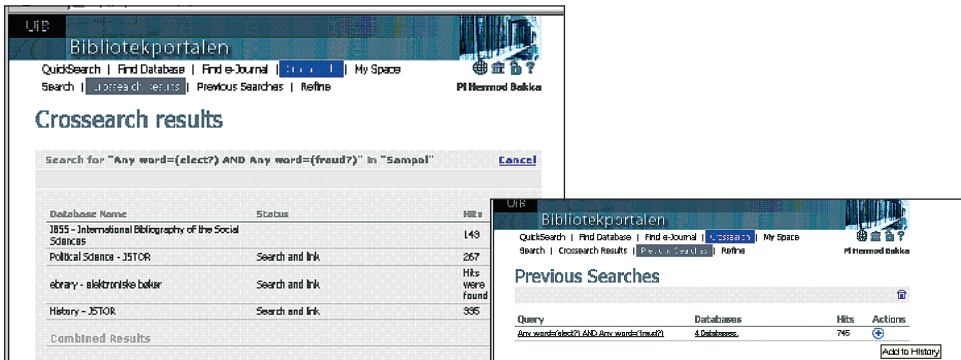 UiB
Bibliotekportalen
QuickSearch | Find Database | Find e-Journal | | My Space
Search | Crossearch Results | Previous Searches | Refine
Pl Hermod Bakka
Crossearch results
Search for "Any word=(elect?) AND Any word=(fraud?)" in "Sampol" Cancel
Database Name Status Hits
IBSS - International Bibliography of the Social
Sciences 149
Political Science - JSTOR Search and link 267
ebrary - elektroniske bøker Search and link Hits
were
found
History - JSTOR Search and link 335
Combined Results
UiB
Bibliotekportalen
QuickSearch | Find Database | Find e-Journal | Crossearch | My Space
Search | Crossearch Results | Previous Searches | Refine
Pl Hermod Bakka
Previous Searches
Query Databases Hits Actions
Any word=(elect?) AND Any word=(fraud?) 4 Databases. 745
Add to History